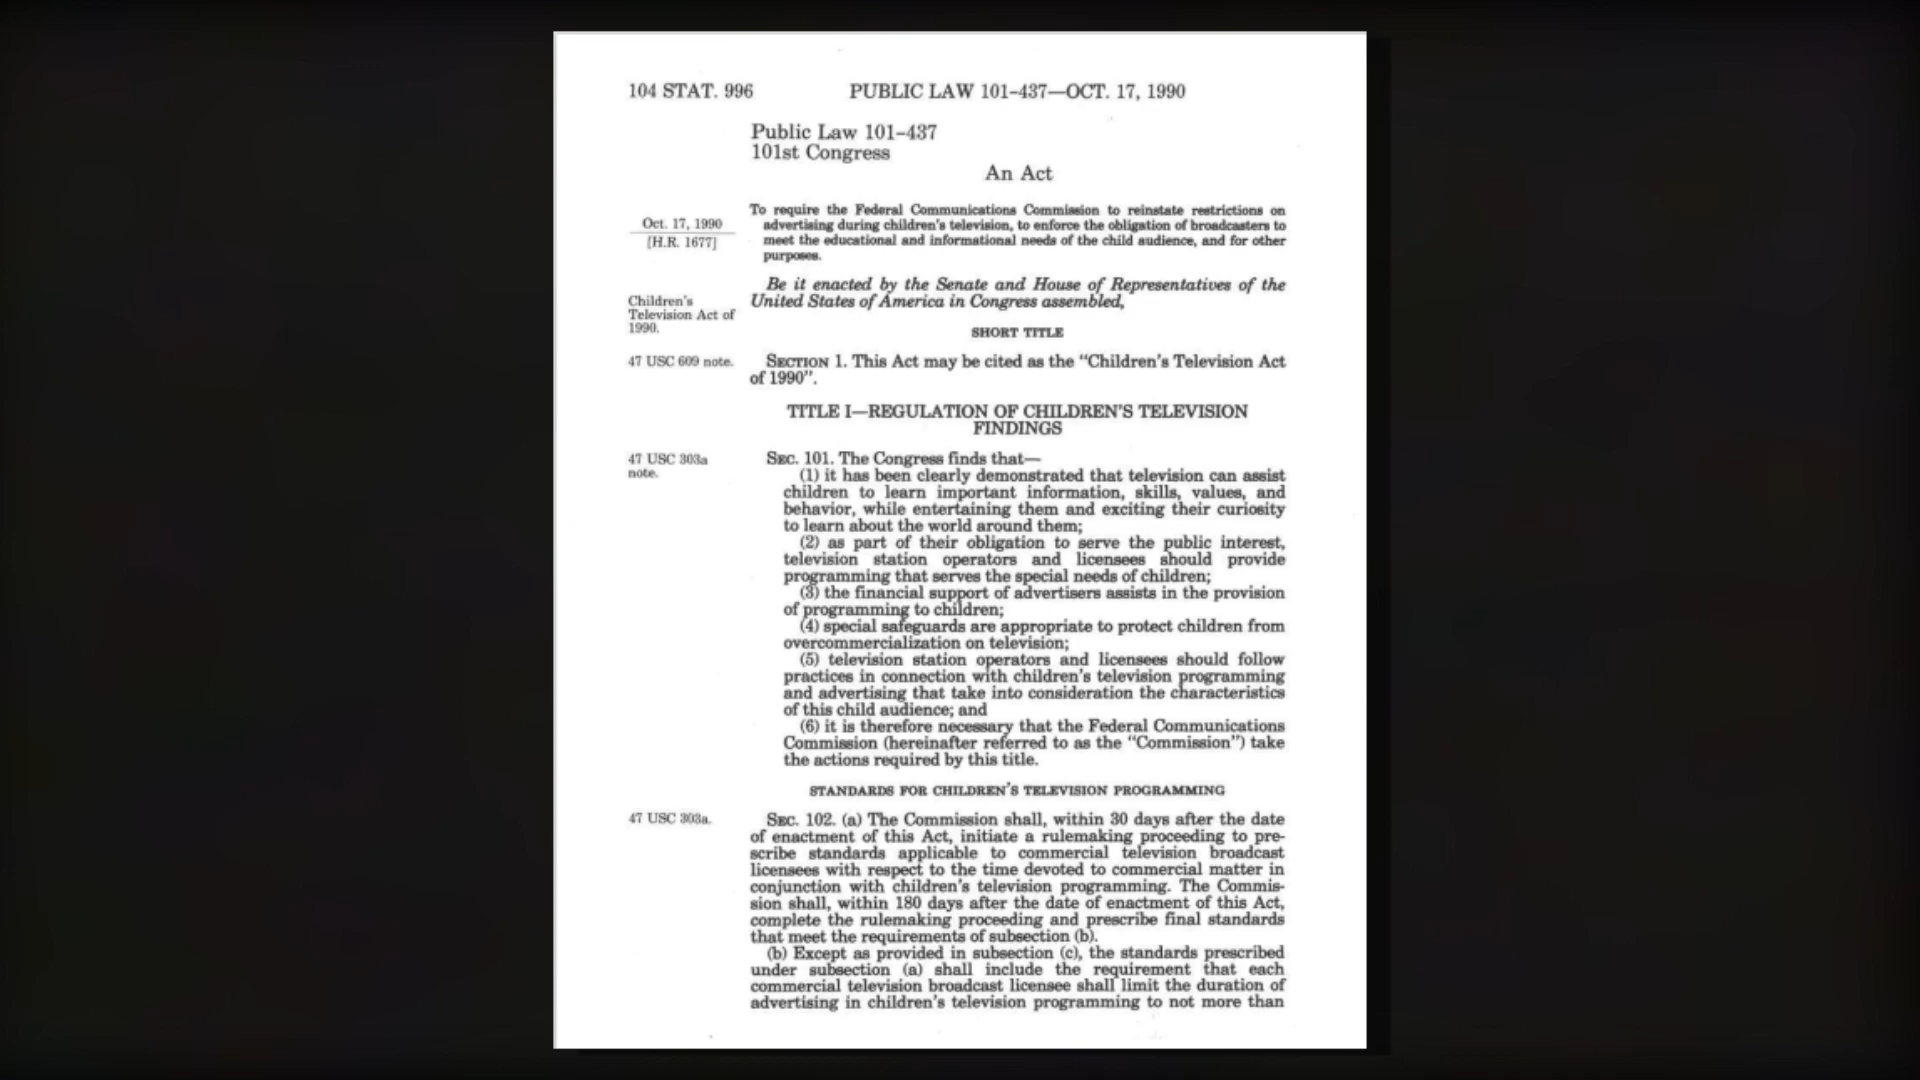 104 STAT. 996 PUBLIC LAW 101-437—OCT. 17, 1990
Public Law 101-437
101st Congress
An Act
Oct. 17, 1990
[H.R. 1677]
To require the Federal Communications Commission to reinstate restrictions on
advertising during children's television, to enforce the obligation of broadcasters to
meet the educational and informational needs of the child audience, and for other
purposes.
Be it enacted by the Senate and House of Representatives of the
United States of America in Congress assembled,
Children's
Television Act of
1990.
SHORT TITLE
47 USC 609 note.
SECTION 1. This Act may be cited as the "Children's Television Act
of 1990".
TITLE I—REGULATION OF CHILDREN'S TELEVISION
FINDINGS
47 USC 303a
note.
SEC. 101. The Congress finds that—
(1) it has been clearly demonstrated that television can assist
children to learn important information, skills, values, and
behavior, while entertaining them and exciting their curiosity
to learn about the world around them;
(2) as part of their obligation to serve the public interest,
television station operators and licensees should provide
programming that serves the special needs of children;
(3) the financial support of advertisers assists in the provision
of programming to children;
(4) special safeguards are appropriate to protect children from
overcommercialization on television;
(5) television station operators and licensees should follow
practices in connection with children's television programming
and advertising that take into consideration the characteristics
of this child audience; and
(6) it is therefore necessary that the Federal Communications
Commission (hereinafter referred to as the "Commission") take
the actions required by this title.
STANDARDS FOR CHILDREN'S TELEVISION PROGRAMMING
47 USC 303a.
SEC. 102. (a) The Commission shall, within 30 days after the date
of enactment of this Act, initiate a rulemaking proceeding to pre-
scribe standards applicable to commercial television broadcast
licensees with respect to the time devoted to commercial matter in
conjunction with children's television programming. The Commis-
sion shall, within 180 days after the date of enactment of this Act,
complete the rulemaking proceeding and prescribe final standards
that meet the requirements of subsection (b).
(b) Except as provided in subsection (c), the standards prescribed
under subsection (a) shall include the requirement that each
commercial television broadcast licensee shall limit the duration of
advertising in children's television programming to not more than